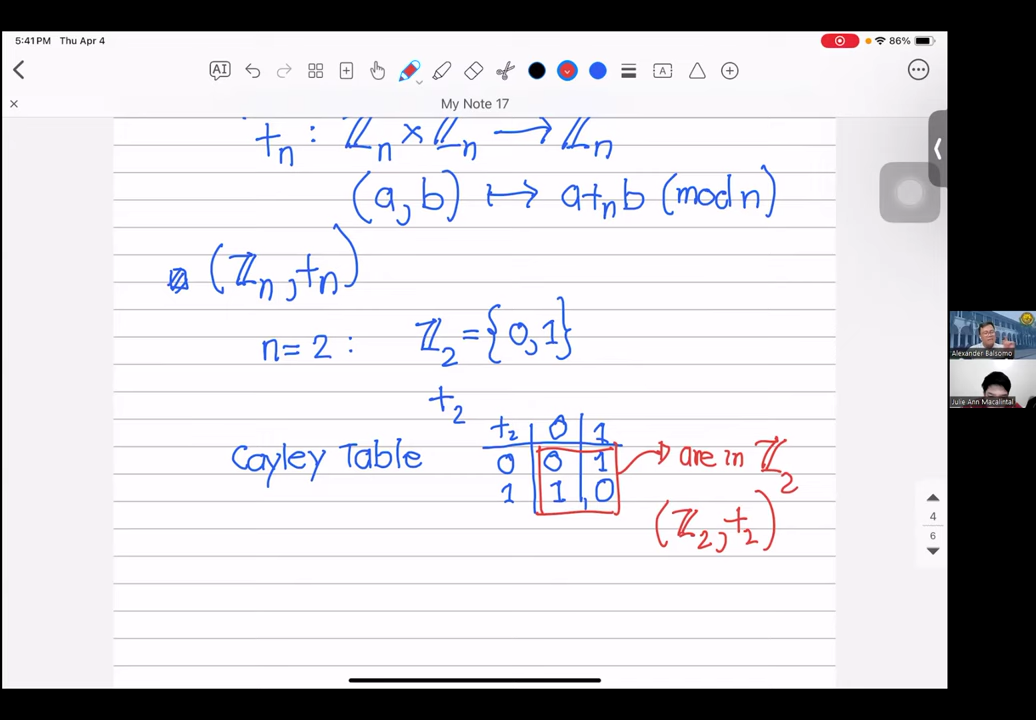 5:41 PM Thu Apr 4
86%
AI
A
My Note 17
+n : ℤn × ℤn ⟶ ℤn
(a, b) ⟼ a +n b (mod n)
(ℤn, +n)
n = 2 : ℤ2 = {0, 1}
+2
Cayley Table
+2 | 0 | 1
0 | 0 | 1
1 | 1 | 0
→ are in ℤ2
(ℤ2, +2)
4
6
Alexander Balsomo
Julie Ann Macalintal